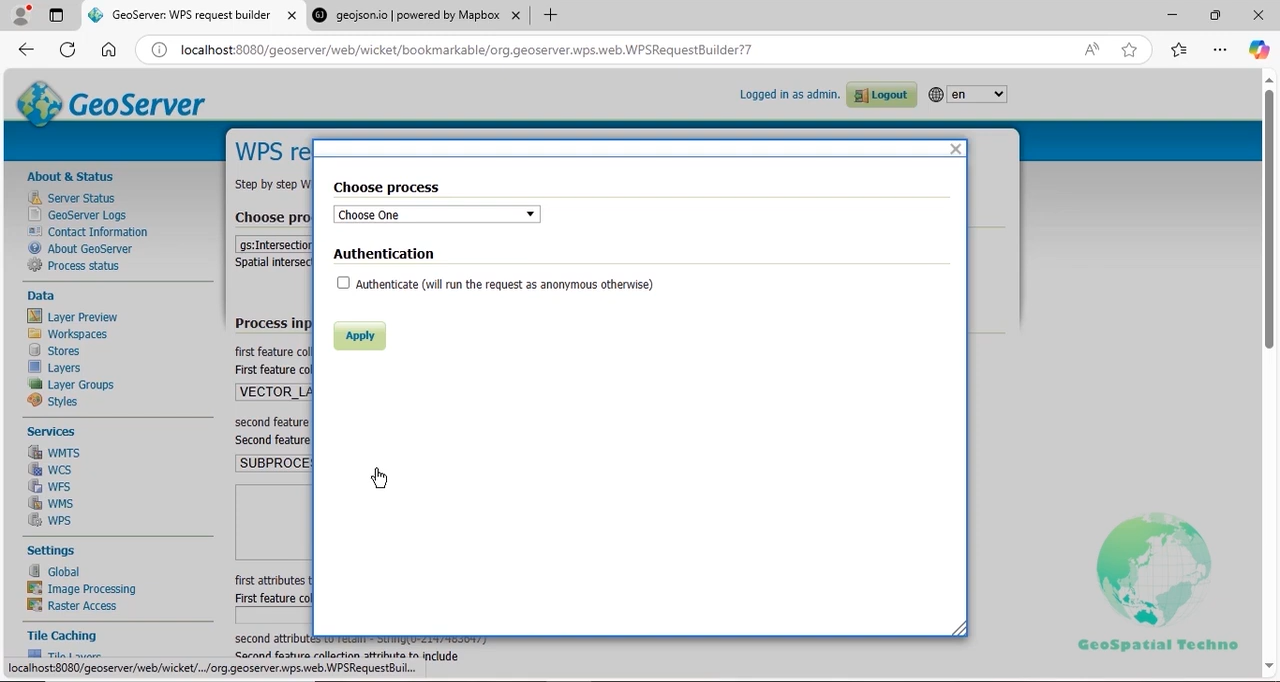 GeoServer: WPS request builder
geojson.io | powered by Mapbox
localhost:8080/geoserver/web/wicket/bookmarkable/org.geoserver.wps.web.WPSRequestBuilder?7
GeoServer
Logged in as admin.
Logout
en
About & Status
Server Status
GeoServer Logs
Contact Information
About GeoServer
Process status
Data
Layer Preview
Workspaces
Stores
Layers
Layer Groups
Styles
Services
WMTS
WCS
WFS
WMS
WPS
Settings
Global
Image Processing
Raster Access
Tile Caching
WPS re
Step by step W
Choose pro
gs:Intersection
Spatial intersec
Process inp
first feature coll
First feature col
VECTOR_LA
second feature
Second feature
SUBPROCES
first attributes t
First feature col
second attributes to retain - String(0-2147483647)
Second feature collection attribute to include
Choose process
Choose One
Authentication
Authenticate (will run the request as anonymous otherwise)
Apply
GeoSpatial Techno
localhost:8080/geoserver/web/wicket/.../org.geoserver.wps.web.WPSRequestBuil...